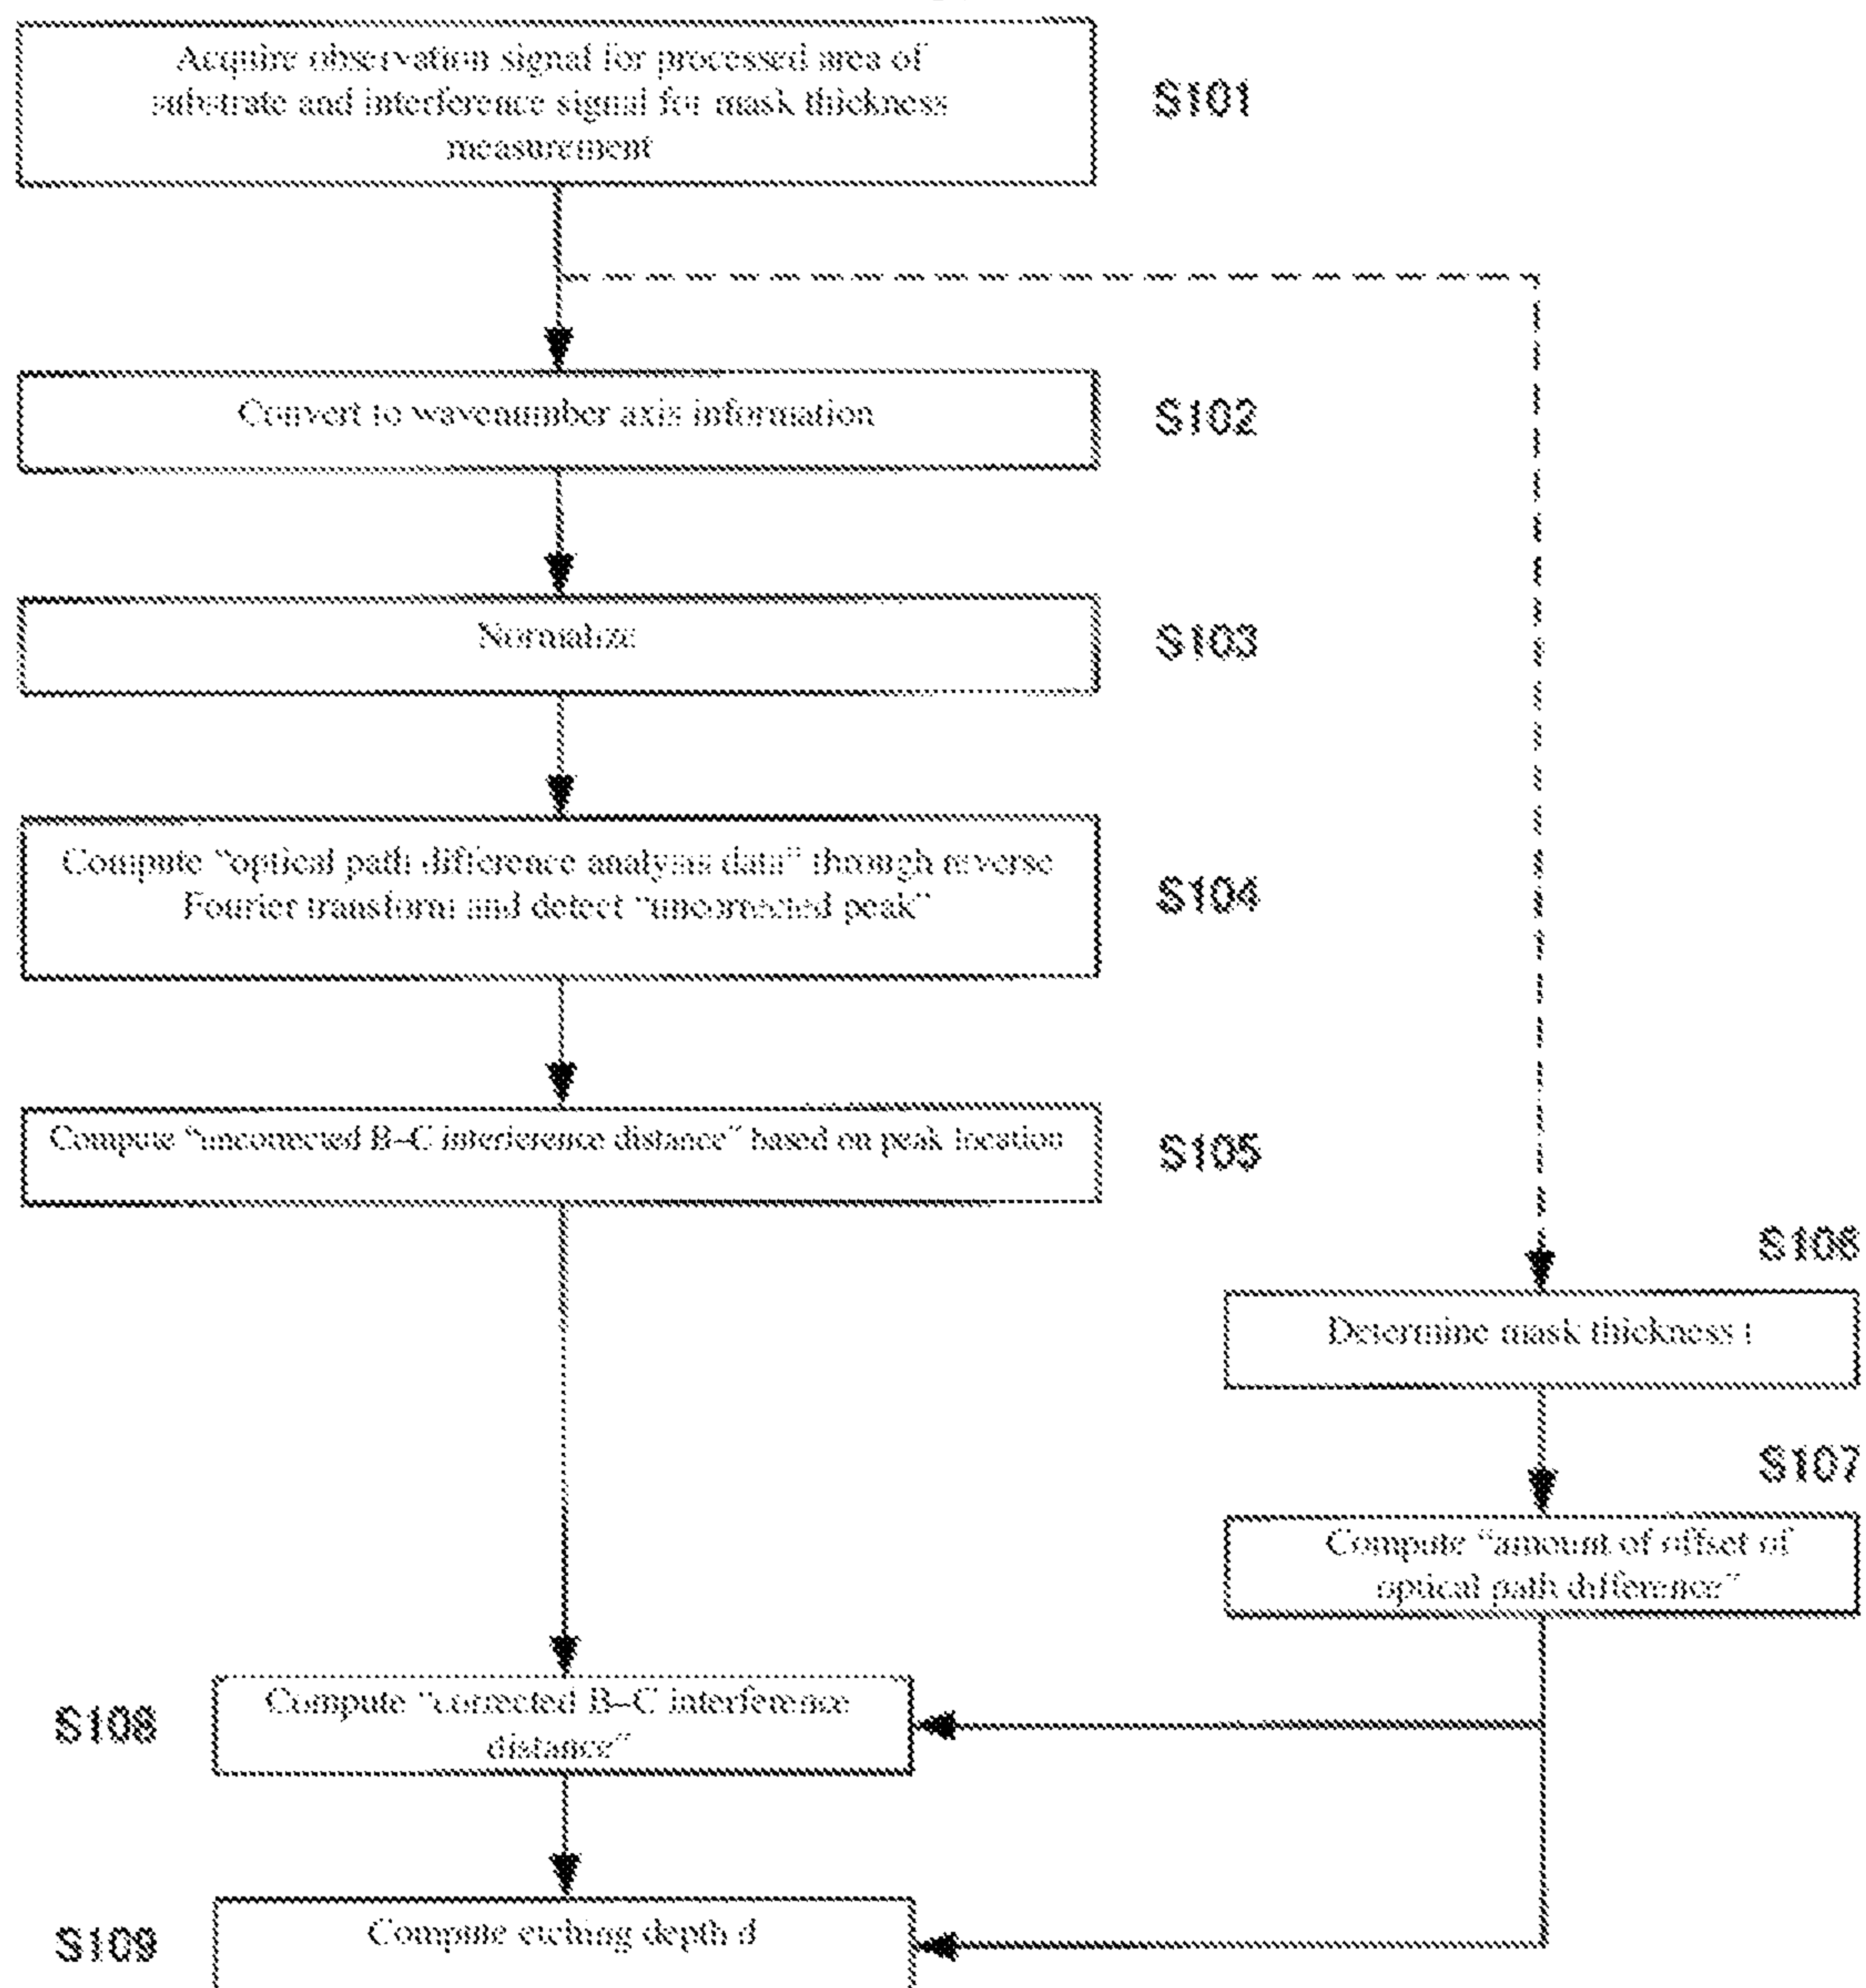 Acquire observation signal for processed area of
substrate and interference signal for mask thickness
measurement
S101
Convert to wavenumber axis information
S102
Normalize
S103
Compute “optical path difference analysis data” through reverse
Fourier transform and detect “uncorrected peak”
S104
Compute “uncorrected B–C interference distance” based on peak location
S105
S106
Determine mask thickness t
S107
Compute “amount of offset of
optical path difference”
S108
Compute “corrected B–C interference
distance”
S109
Compute etching depth d